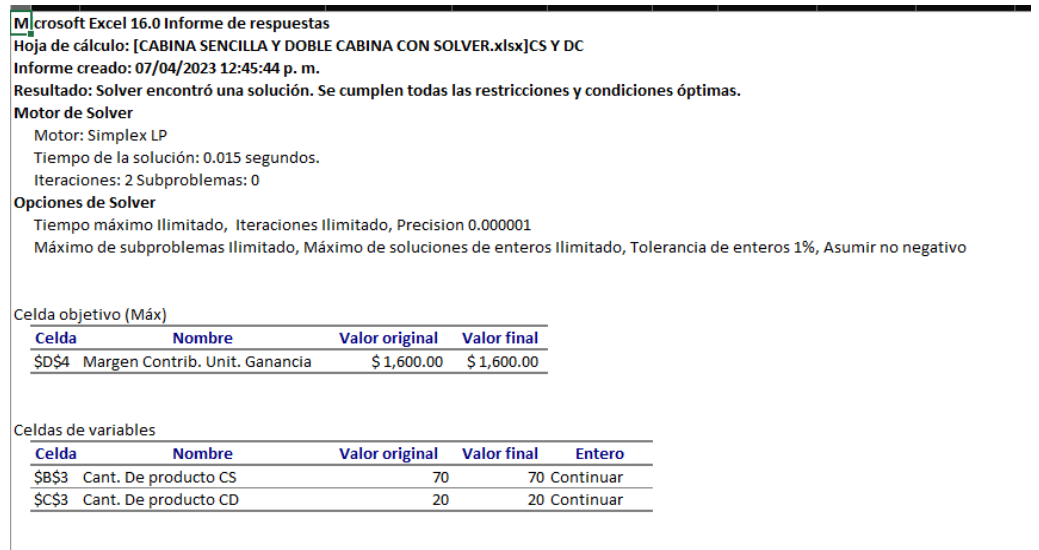 Microsoft Excel 16.0 Informe de respuestas
Hoja de cálculo: [CABINA SENCILLA Y DOBLE CABINA CON SOLVER.xlsx]CS Y DC
Informe creado: 07/04/2023 12:45:44 p. m.
Resultado: Solver encontró una solución. Se cumplen todas las restricciones y condiciones óptimas.
Motor de Solver
Motor: Simplex LP
Tiempo de la solución: 0.015 segundos.
Iteraciones: 2 Subproblemas: 0
Opciones de Solver
Tiempo máximo Ilimitado,  Iteraciones Ilimitado, Precision 0.000001
Máximo de subproblemas Ilimitado, Máximo de soluciones de enteros Ilimitado, Tolerancia de enteros 1%, Asumir no negativo
Celda objetivo (Máx)
Celda Nombre Valor original Valor final
$D$4 Margen Contrib. Unit. Ganancia $ 1,600.00 $ 1,600.00
Celdas de variables
Celda Nombre Valor original Valor final Entero
$B$3 Cant. De producto CS 70 70 Continuar
$C$3 Cant. De producto CD 20 20 Continuar